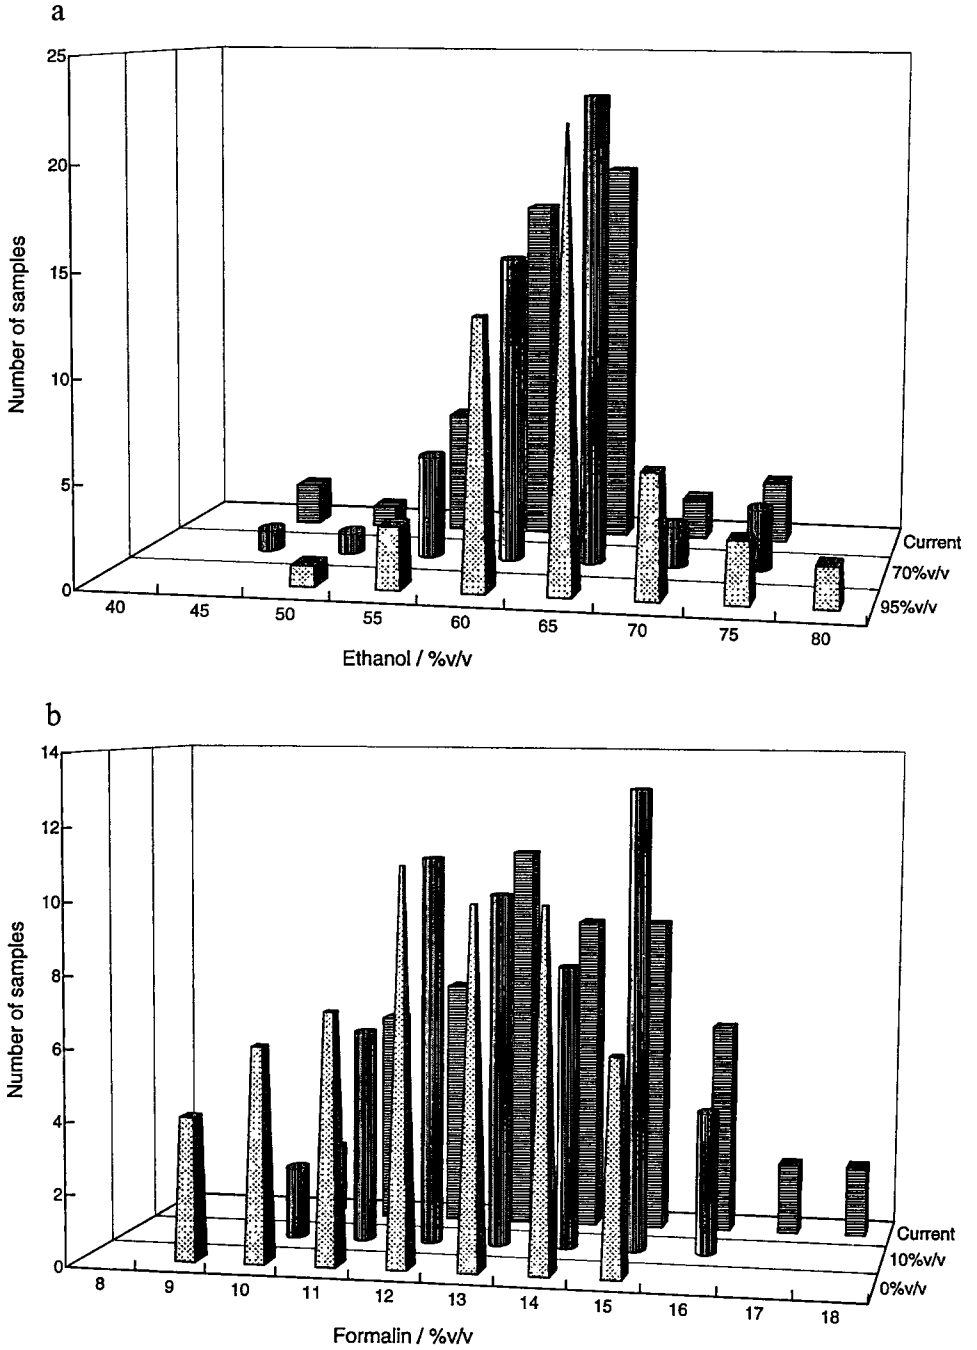 a
25
20
15
10
5
0
Number of samples
40 45 50 55 60 65 70 75 80
Ethanol / %v/v
Current
70%v/v
95%v/v
b
14
12
10
8
6
4
2
0
Number of samples
8 9 10 11 12 13 14 15 16 17 18
Formalin / %v/v
Current
10%v/v
0%v/v